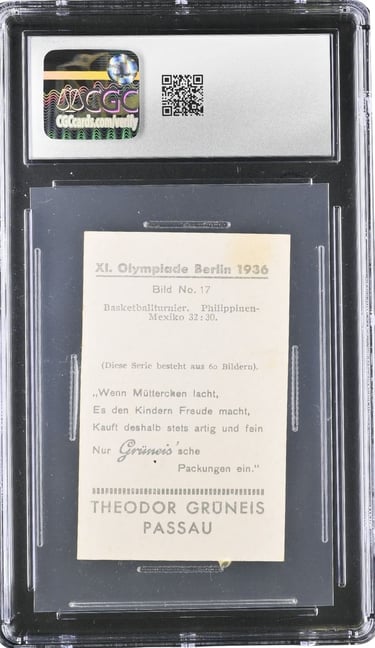 CGC
CGCcards.com/verify
XI. Olympiade Berlin 1936
Bild No. 17
Basketballturnier. Philippinen-
Mexiko 32 : 30.
(Diese Serie besteht aus 60 Bildern).
„Wenn Müttercken lacht,
Es den Kindern Freude macht,
Kauft deshalb stets artig und fein
Nur Grüneis'sche
Packungen ein."
THEODOR GRÜNEIS
PASSAU